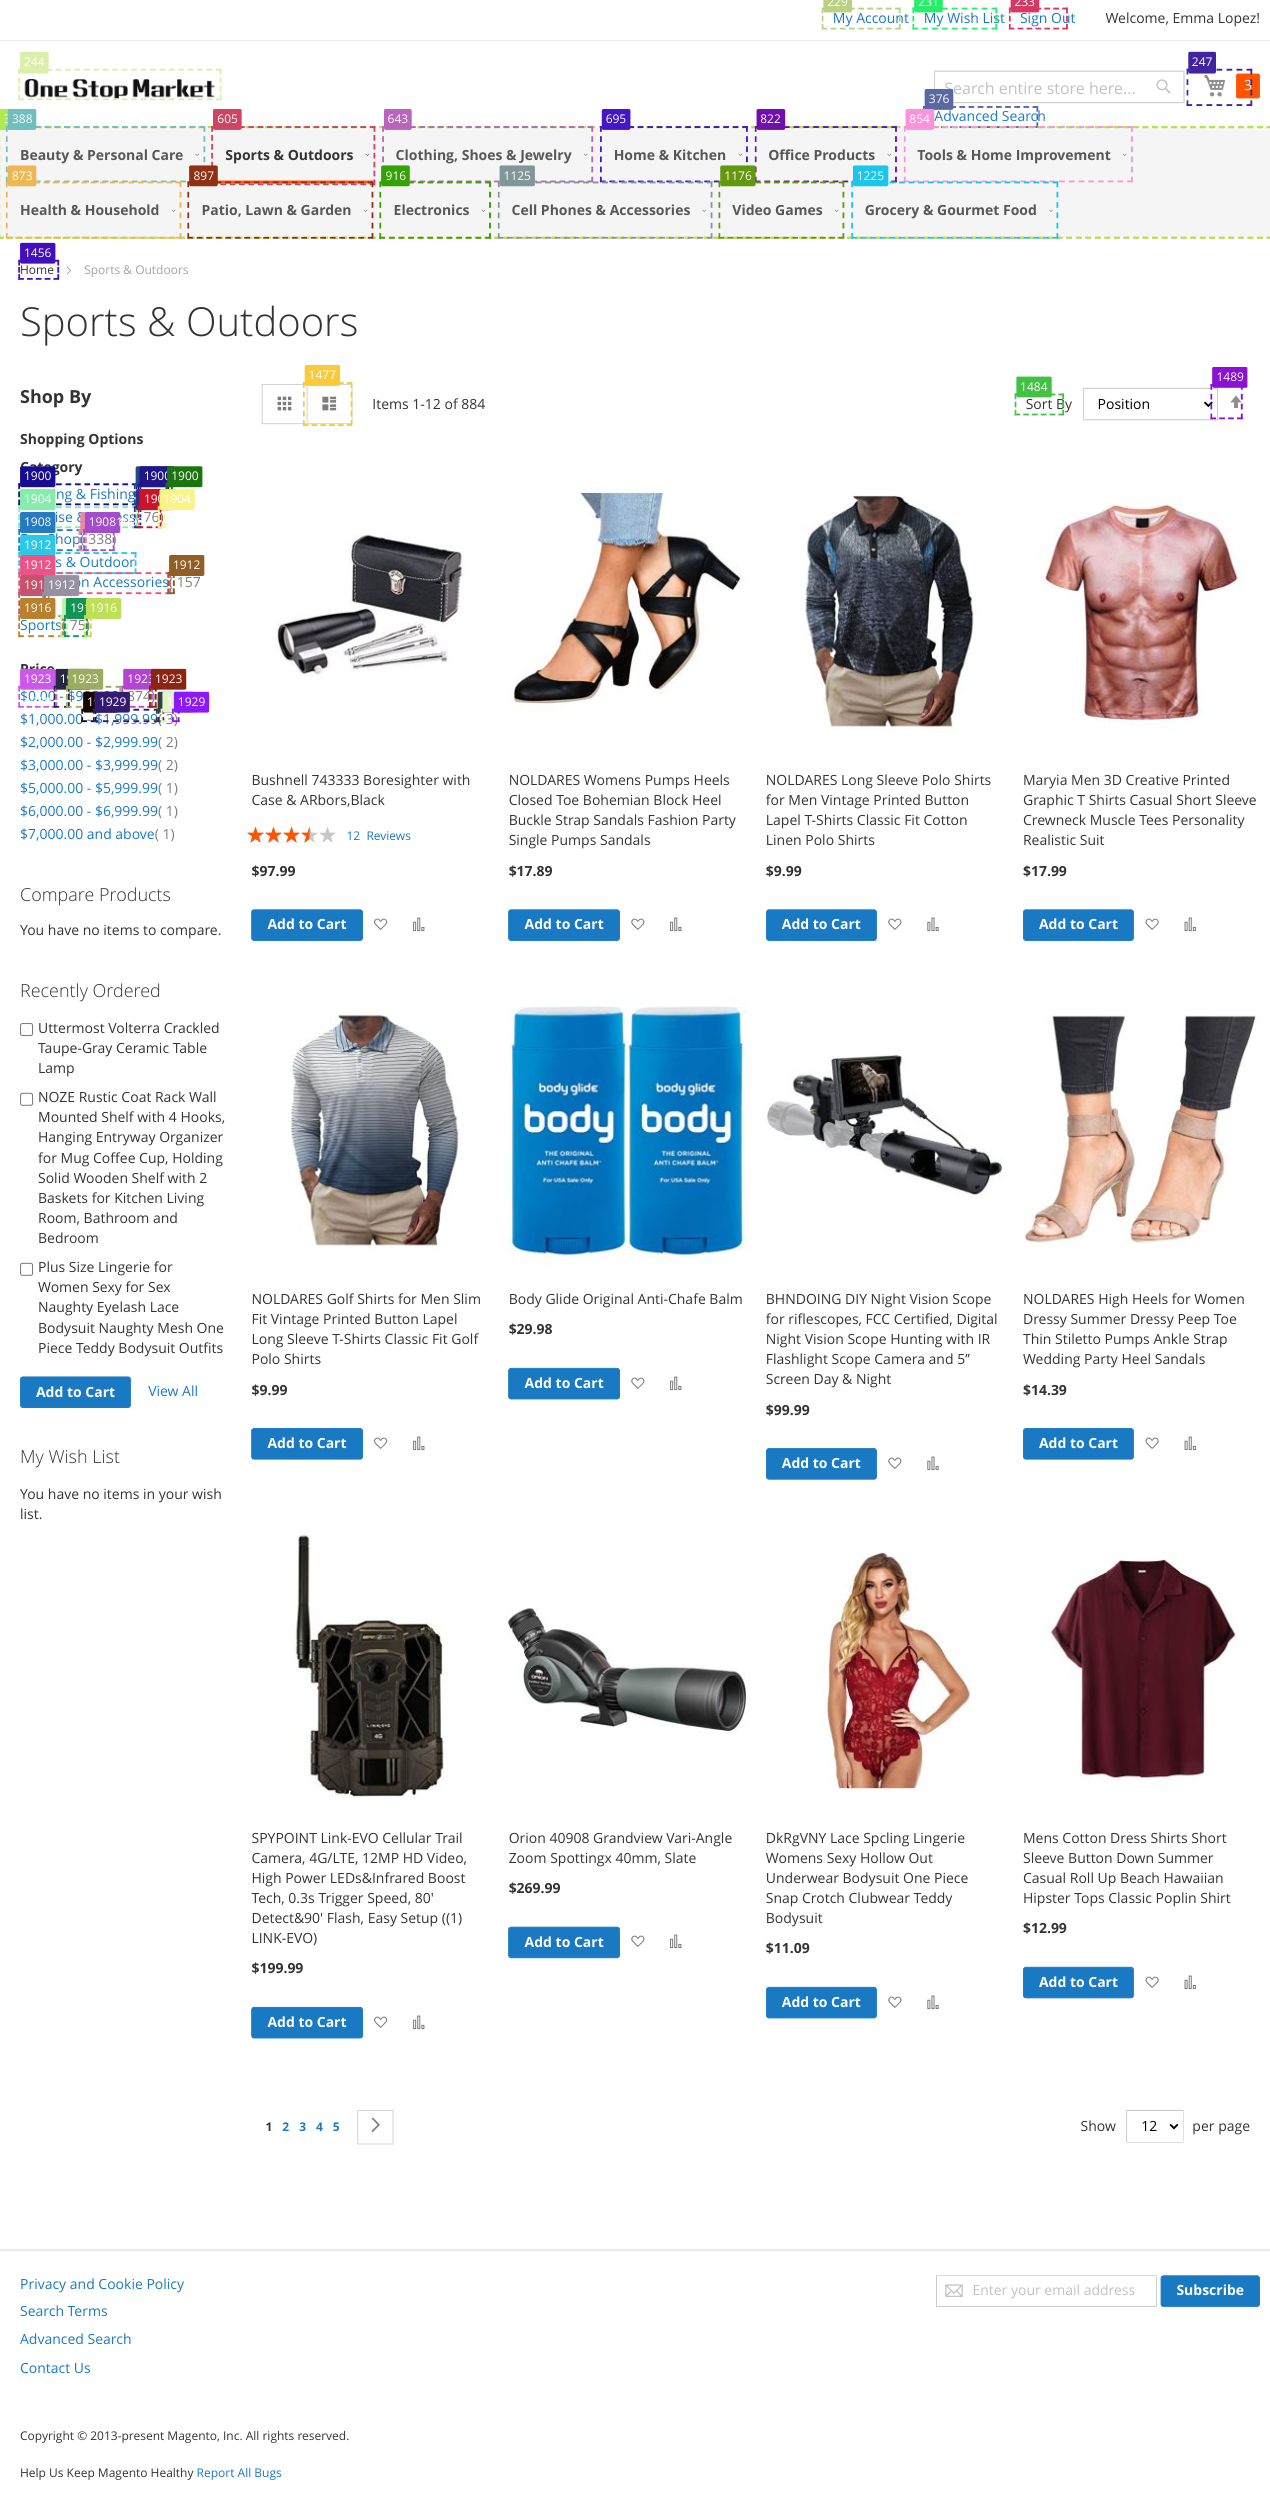 229
231
233
My Account
My Wish List
Sign Out
Welcome, Emma Lopez!
244
One Stop Market
Search entire store here...
247
3
376
Advanced Search
388
605
643
695
822
854
Beauty & Personal Care
Sports & Outdoors
Clothing, Shoes & Jewelry
Home & Kitchen
Office Products
Tools & Home Improvement
873
897
916
1125
1176
1225
Health & Household
Patio, Lawn & Garden
Electronics
Cell Phones & Accessories
Video Games
Grocery & Gourmet Food
1456
Home
Sports & Outdoors
Sports & Outdoors
Shop By
1477
Items 1-12 of 884
1484
Sort By
Position
1489
Shopping Options
1900
1900
1900
& Fishing
1904
1904
1908
1908
338)
1912
& Outdoor
1912
1912
1912
Accessories
157
1916
1916
Sports
75
Price
1923
1923
1923
$0.00 -
1929
1929
$1,000.00 - $1,999.99( 3)
$2,000.00 - $2,999.99( 2)
$3,000.00 - $3,999.99( 2)
$5,000.00 - $5,999.99( 1)
$6,000.00 - $6,999.99( 1)
$7,000.00 and above( 1)
Compare Products
You have no items to compare.
Recently Ordered
Uttermost Volterra Crackled
Taupe-Gray Ceramic Table
Lamp
NOZE Rustic Coat Rack Wall
Mounted Shelf with 4 Hooks,
Hanging Entryway Organizer
for Mug Coffee Cup, Holding
Solid Wooden Shelf with 2
Baskets for Kitchen Living
Room, Bathroom and
Bedroom
Plus Size Lingerie for
Women Sexy for Sex
Naughty Eyelash Lace
Bodysuit Naughty Mesh One
Piece Teddy Bodysuit Outfits
Add to Cart
View All
My Wish List
You have no items in your wish
list.
Bushnell 743333 Boresighter with
Case & ARbors,Black
12 Reviews
$97.99
Add to Cart
NOLDARES Womens Pumps Heels
Closed Toe Bohemian Block Heel
Buckle Strap Sandals Fashion Party
Single Pumps Sandals
$17.89
Add to Cart
NOLDARES Long Sleeve Polo Shirts
for Men Vintage Printed Button
Lapel T-Shirts Classic Fit Cotton
Linen Polo Shirts
$9.99
Add to Cart
Maryia Men 3D Creative Printed
Graphic T Shirts Casual Short Sleeve
Crewneck Muscle Tees Personality
Realistic Suit
$17.99
Add to Cart
NOLDARES Golf Shirts for Men Slim
Fit Vintage Printed Button Lapel
Long Sleeve T-Shirts Classic Fit Golf
Polo Shirts
$9.99
Add to Cart
body glide
body
THE ORIGINAL
ANTI CHAFE BALM
For USA Sale Only
body glide
body
THE ORIGINAL
ANTI CHAFE BALM
For USA Sale Only
Body Glide Original Anti-Chafe Balm
$29.98
Add to Cart
BHNDOING DIY Night Vision Scope
for riflescopes, FCC Certified, Digital
Night Vision Scope Hunting with IR
Flashlight Scope Camera and 5”
Screen Day & Night
$99.99
Add to Cart
NOLDARES High Heels for Women
Dressy Summer Dressy Peep Toe
Thin Stiletto Pumps Ankle Strap
Wedding Party Heel Sandals
$14.39
Add to Cart
LINK-EVO
4G
SPYPOINT Link-EVO Cellular Trail
Camera, 4G/LTE, 12MP HD Video,
High Power LEDs&Infrared Boost
Tech, 0.3s Trigger Speed, 80'
Detect&90' Flash, Easy Setup ((1)
LINK-EVO)
$199.99
Add to Cart
ORION
Orion 40908 Grandview Vari-Angle
Zoom Spottingx 40mm, Slate
$269.99
Add to Cart
DkRgVNY Lace Spcling Lingerie
Womens Sexy Hollow Out
Underwear Bodysuit One Piece
Snap Crotch Clubwear Teddy
Bodysuit
$11.09
Add to Cart
Mens Cotton Dress Shirts Short
Sleeve Button Down Summer
Casual Roll Up Beach Hawaiian
Hipster Tops Classic Poplin Shirt
$12.99
Add to Cart
1 2 3 4 5
Show 12 per page
Privacy and Cookie Policy
Search Terms
Advanced Search
Contact Us
Enter your email address
Subscribe
Copyright © 2013-present Magento, Inc. All rights reserved.
Help Us Keep Magento Healthy Report All Bugs